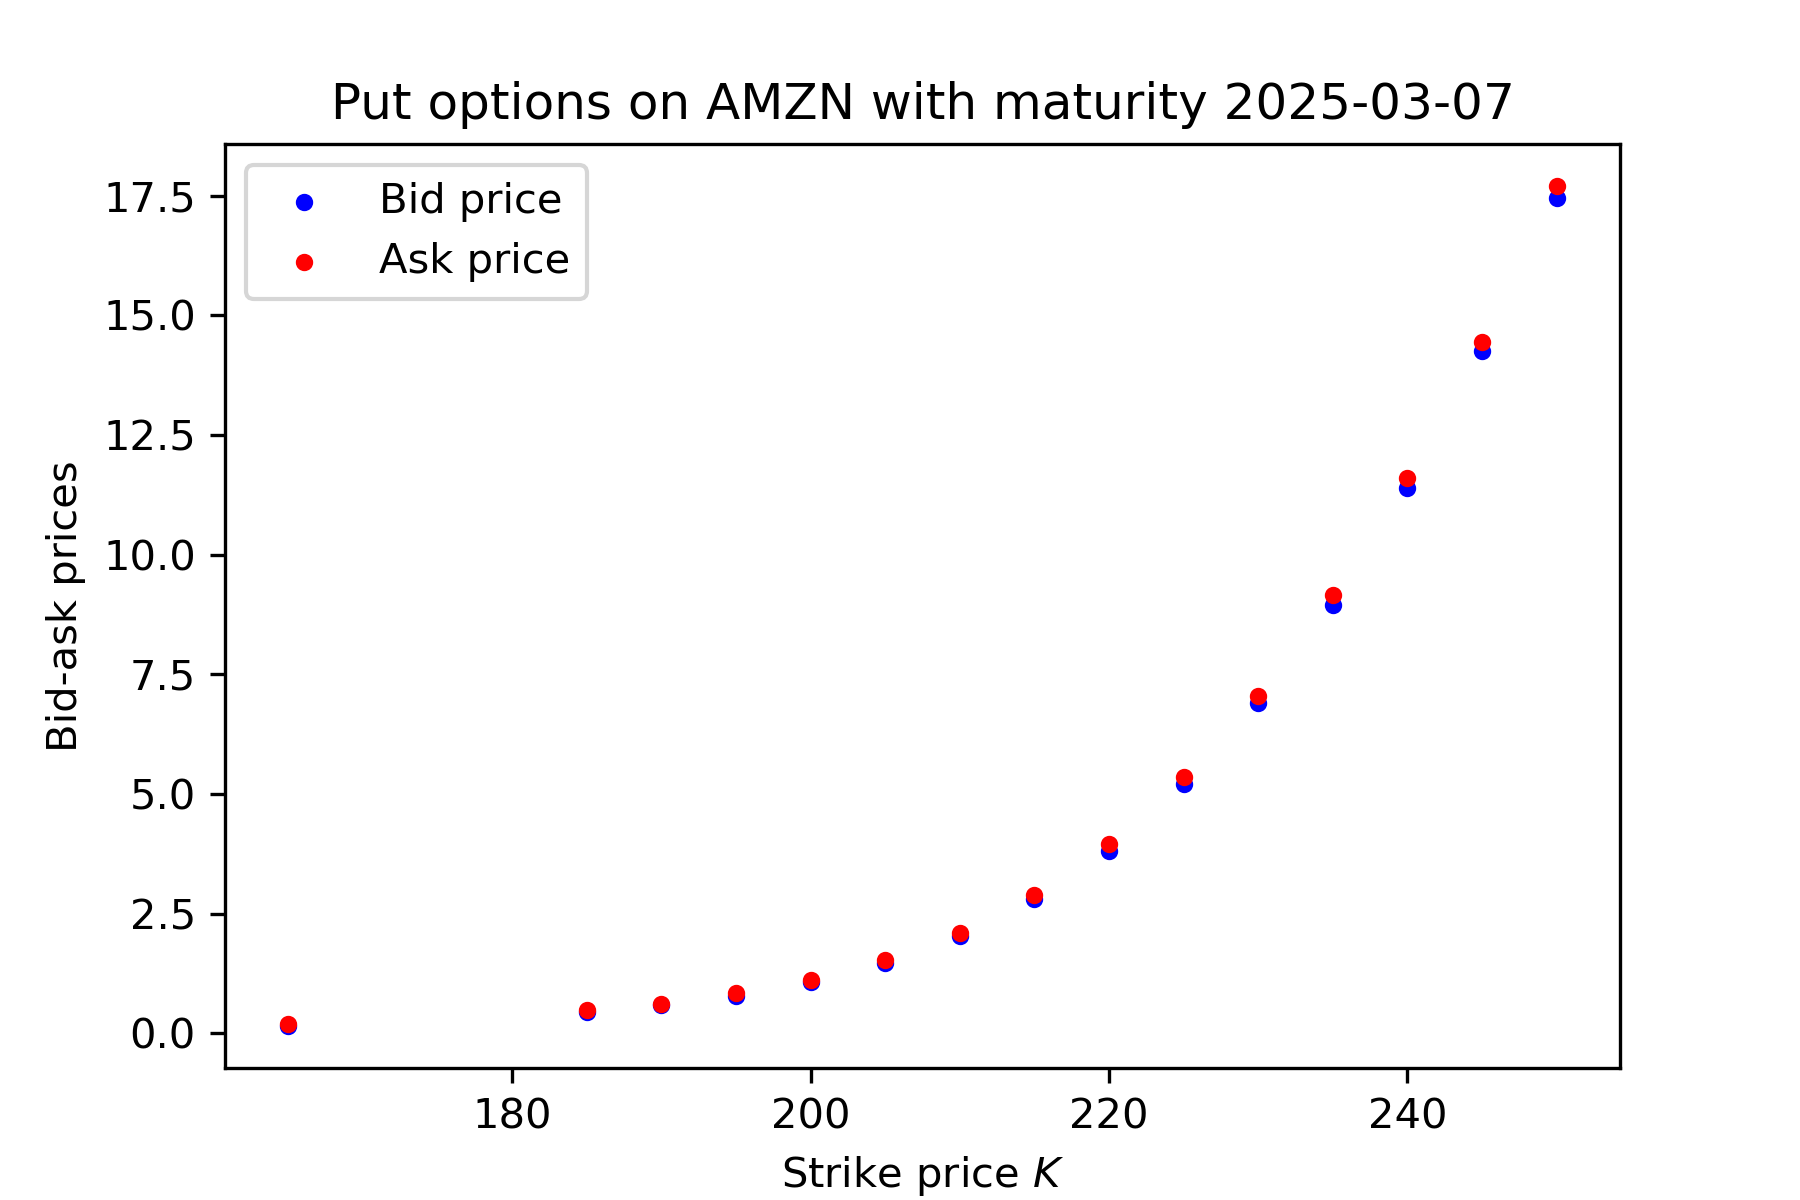 Put options on AMZN with maturity 2025-03-07
Bid price
Ask price
17.5
15.0
12.5
10.0
7.5
5.0
2.5
0.0
Bid-ask prices
180 200 220 240
Strike price K